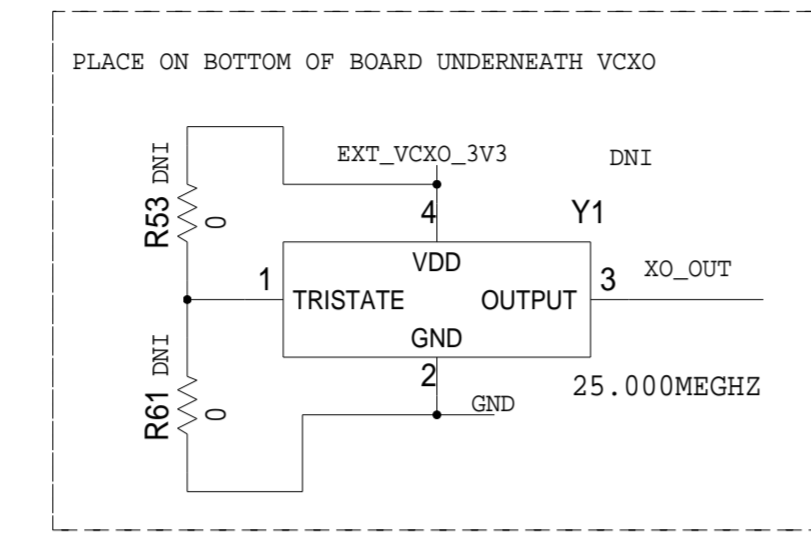 PLACE ON BOTTOM OF BOARD UNDERNEATH VCXO
DNI
R53
0
EXT_VCXO_3V3
DNI
4
Y1
VDD
1
TRISTATE
OUTPUT
3
XO_OUT
GND
2
GND
25.000MEGHZ
DNI
R61
0